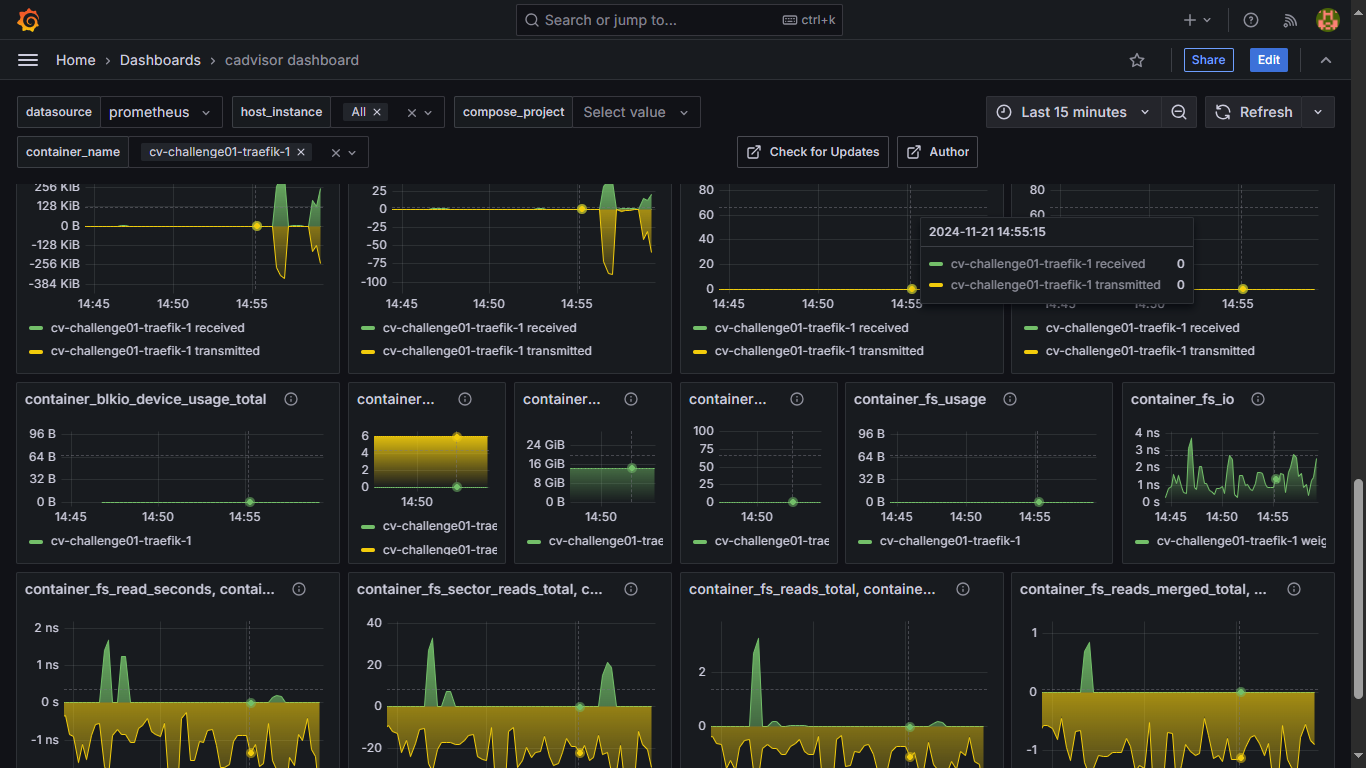 Search or jump to...
ctrl+k
Home › Dashboards › cadvisor dashboard
Share
Edit
datasource
prometheus
host_instance
All
compose_project
Select value
Last 15 minutes
Refresh
container_name
cv-challenge01-traefik-1
Check for Updates
Author
256 KiB
128 KiB
0 B
-128 KiB
-256 KiB
-384 KiB
14:45 14:50 14:55
cv-challenge01-traefik-1 received
cv-challenge01-traefik-1 transmitted
25
0
-25
-50
-75
-100
14:45 14:50 14:55
cv-challenge01-traefik-1 received
cv-challenge01-traefik-1 transmitted
80
60
40
20
0
14:45 14:50 14:55
cv-challenge01-traefik-1 received
cv-challenge01-traefik-1 transmitted
80
60
14:45 14:50 14:55
cv-challenge01-traefik-1 received
cv-challenge01-traefik-1 transmitted
2024-11-21 14:55:15
cv-challenge01-traefik-1 received 0
cv-challenge01-traefik-1 transmitted 0
container_blkio_device_usage_total
96 B
64 B
32 B
0 B
14:45 14:50 14:55
cv-challenge01-traefik-1
container...
6
4
2
0
14:50
cv-challenge01-trae
cv-challenge01-trae
container...
24 GiB
16 GiB
8 GiB
0 B
14:50
cv-challenge01-trae
container...
100
75
50
25
0
14:50
cv-challenge01-trae
container_fs_usage
96 B
64 B
32 B
0 B
14:45 14:50 14:55
cv-challenge01-traefik-1
container_fs_io
4 ns
3 ns
2 ns
1 ns
0 s
14:45 14:50 14:55
cv-challenge01-traefik-1 weig
container_fs_read_seconds, contai...
2 ns
1 ns
0 s
-1 ns
container_fs_sector_reads_total, c...
40
20
0
-20
container_fs_reads_total, containe...
2
0
container_fs_reads_merged_total, ...
1
0
-1